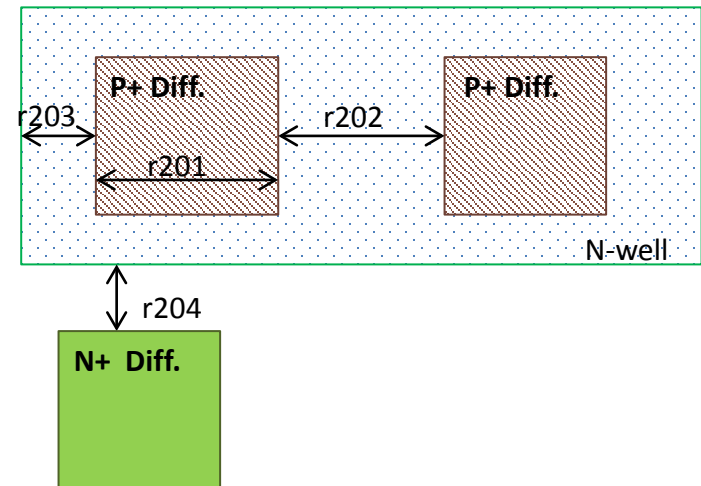 P+ Diff.
P+ Diff.
r203
r202
r201
N-well
r204
N+ Diff.